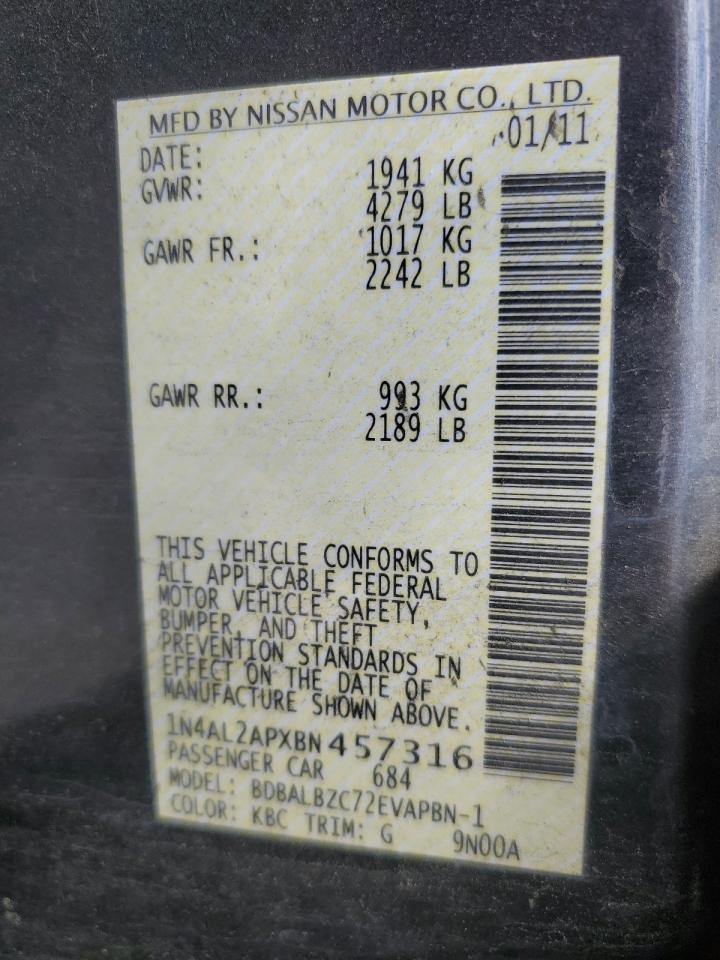 MFD BY NISSAN MOTOR CO., LTD.
DATE: 01/11
GVWR: 1941 KG
4279 LB
GAWR FR.: 1017 KG
2242 LB
GAWR RR.: 993 KG
2189 LB
THIS VEHICLE CONFORMS TO
ALL APPLICABLE FEDERAL
MOTOR VEHICLE SAFETY,
BUMPER, AND THEFT
PREVENTION STANDARDS IN
EFFECT ON THE DATE OF
MANUFACTURE SHOWN ABOVE.
1N4AL2APXBN457316
PASSENGER CAR 684
MODEL: BDBALBZC72EVAPBN-1
COLOR: KBC TRIM: G 9N00A